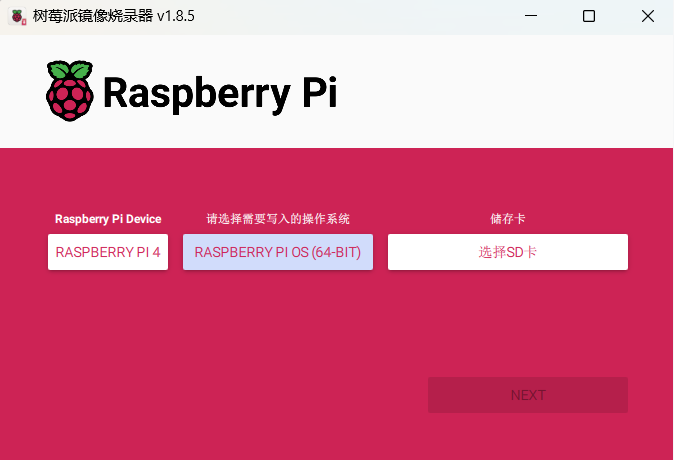 树莓派镜像烧录器 v1.8.5
Raspberry Pi
Raspberry Pi Device
请选择需要写入的操作系统
储存卡
RASPBERRY PI 4
RASPBERRY PI OS (64-BIT)
选择SD卡
NEXT